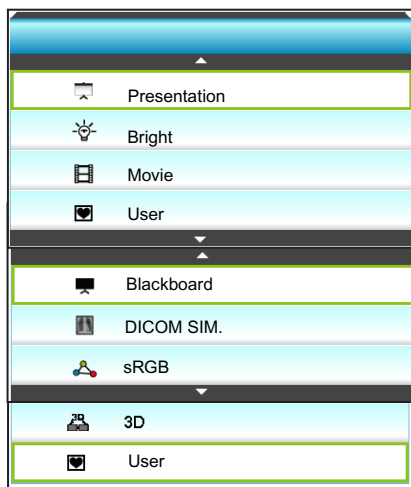 Presentation
Bright
Movie
User
Blackboard
DICOM SIM.
sRGB
3D
User